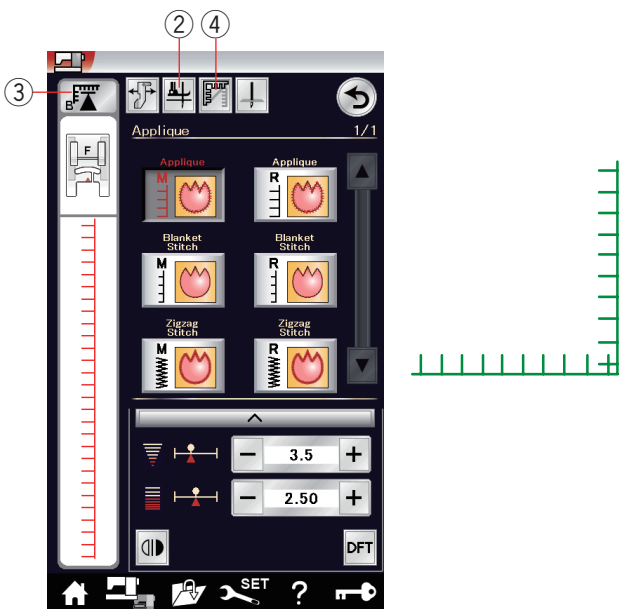 ② ④
③
B
Applique 1/1
F
Applique Applique
M R
Blanket
Stitch
Blanket
Stitch
M R
Zigzag
Stitch
Zigzag
Stitch
M R
− 3.5 +
− 2.50 +
DFT
SET
?